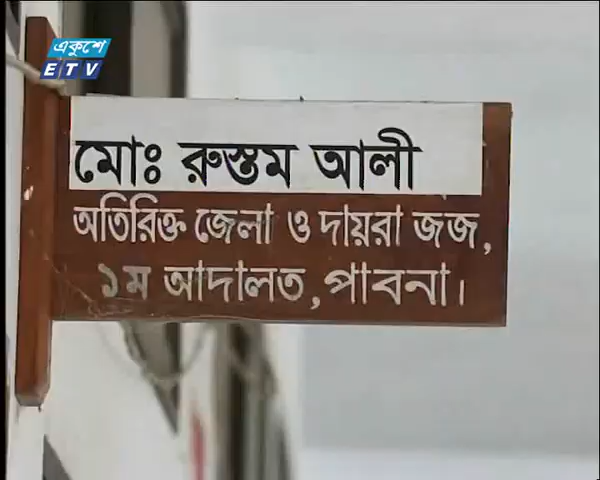 একুশে
ETV
মোঃ রুস্তম আলী
অতিরিক্ত জেলা ও দায়রা জজ,
১ম আদালত, পাবনা।